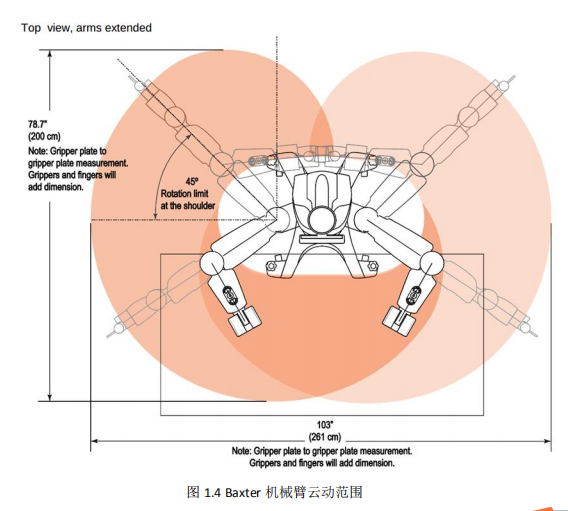 Top view, arms extended
78.7"
(200 cm)
Note: Gripper plate to
gripper plate measurement.
Grippers and fingers will
add dimension.
45º
Rotation limit
at the shoulder
103"
(261 cm)
Note: Gripper plate to gripper plate measurement.
Grippers and fingers will add dimension.
图 1.4 Baxter 机械臂云动范围